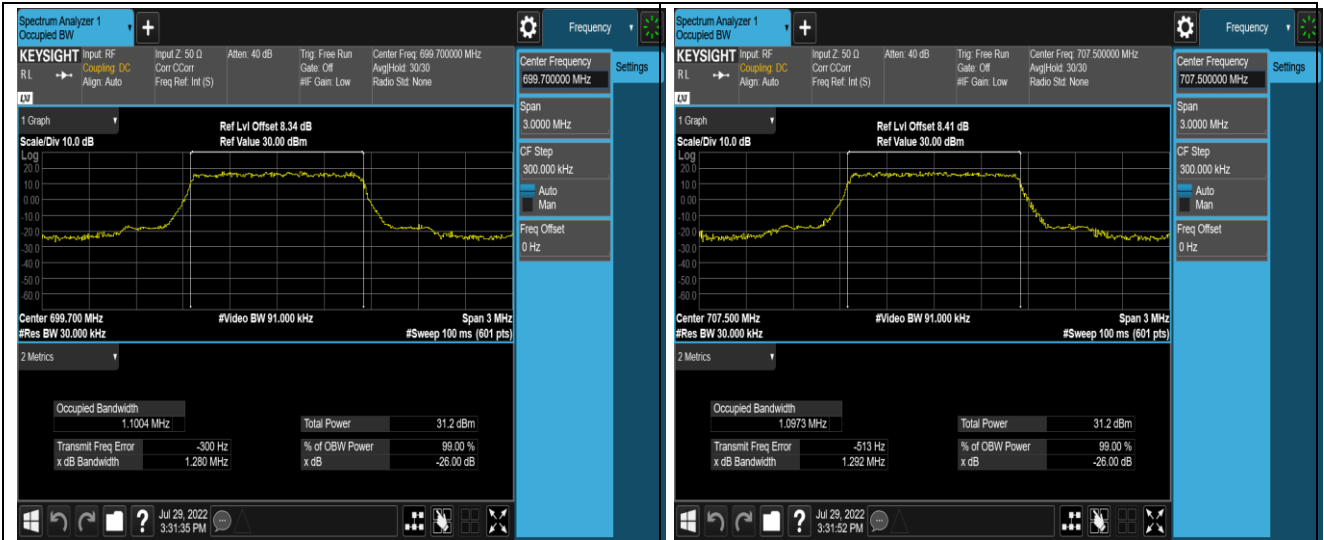 Spectrum Analyzer 1
Occupied BW
+
Frequency
KEYSIGHT
RL
LXI
Input: RF
Coupling: DC
Align: Auto
Input Z: 50 Ω
Corr CCorr
Freq Ref: Int (S)
Atten: 40 dB
Trig: Free Run
Gate: Off
#IF Gain: Low
Center Freq: 699.700000 MHz
Avg|Hold: 30/30
Radio Std: None
Center Frequency
699.700000 MHz
Settings
Span
3.0000 MHz
CF Step
300.000 kHz
Auto
Man
Freq Offset
0 Hz
1 Graph
Scale/Div 10.0 dB
Ref Lvl Offset 8.34 dB
Ref Value 30.00 dBm
Log
20.0
10.0
0.00
-10.0
-20.0
-30.0
-40.0
-50.0
-60.0
Center 699.700 MHz
#Video BW 91.000 kHz
Span 3 MHz
#Res BW 30.000 kHz
#Sweep 100 ms (601 pts)
2 Metrics
Occupied Bandwidth
1.1004 MHz
Total Power 31.2 dBm
Transmit Freq Error -300 Hz
% of OBW Power 99.00 %
x dB Bandwidth 1.280 MHz
x dB -26.00 dB
?
Jul 29, 2022
3:31:35 PM
Spectrum Analyzer 1
Occupied BW
+
Frequency
KEYSIGHT
RL
LXI
Input: RF
Coupling: DC
Align: Auto
Input Z: 50 Ω
Corr CCorr
Freq Ref: Int (S)
Atten: 40 dB
Trig: Free Run
Gate: Off
#IF Gain: Low
Center Freq: 707.500000 MHz
Avg|Hold: 30/30
Radio Std: None
Center Frequency
707.500000 MHz
Settings
Span
3.0000 MHz
CF Step
300.000 kHz
Auto
Man
Freq Offset
0 Hz
1 Graph
Scale/Div 10.0 dB
Ref Lvl Offset 8.41 dB
Ref Value 30.00 dBm
Log
20.0
10.0
0.00
-10.0
-20.0
-30.0
-40.0
-50.0
-60.0
Center 707.500 MHz
#Video BW 91.000 kHz
Span 3 MHz
#Res BW 30.000 kHz
#Sweep 100 ms (601 pts)
2 Metrics
Occupied Bandwidth
1.0973 MHz
Total Power 31.2 dBm
Transmit Freq Error -513 Hz
% of OBW Power 99.00 %
x dB Bandwidth 1.292 MHz
x dB -26.00 dB
?
Jul 29, 2022
3:31:52 PM